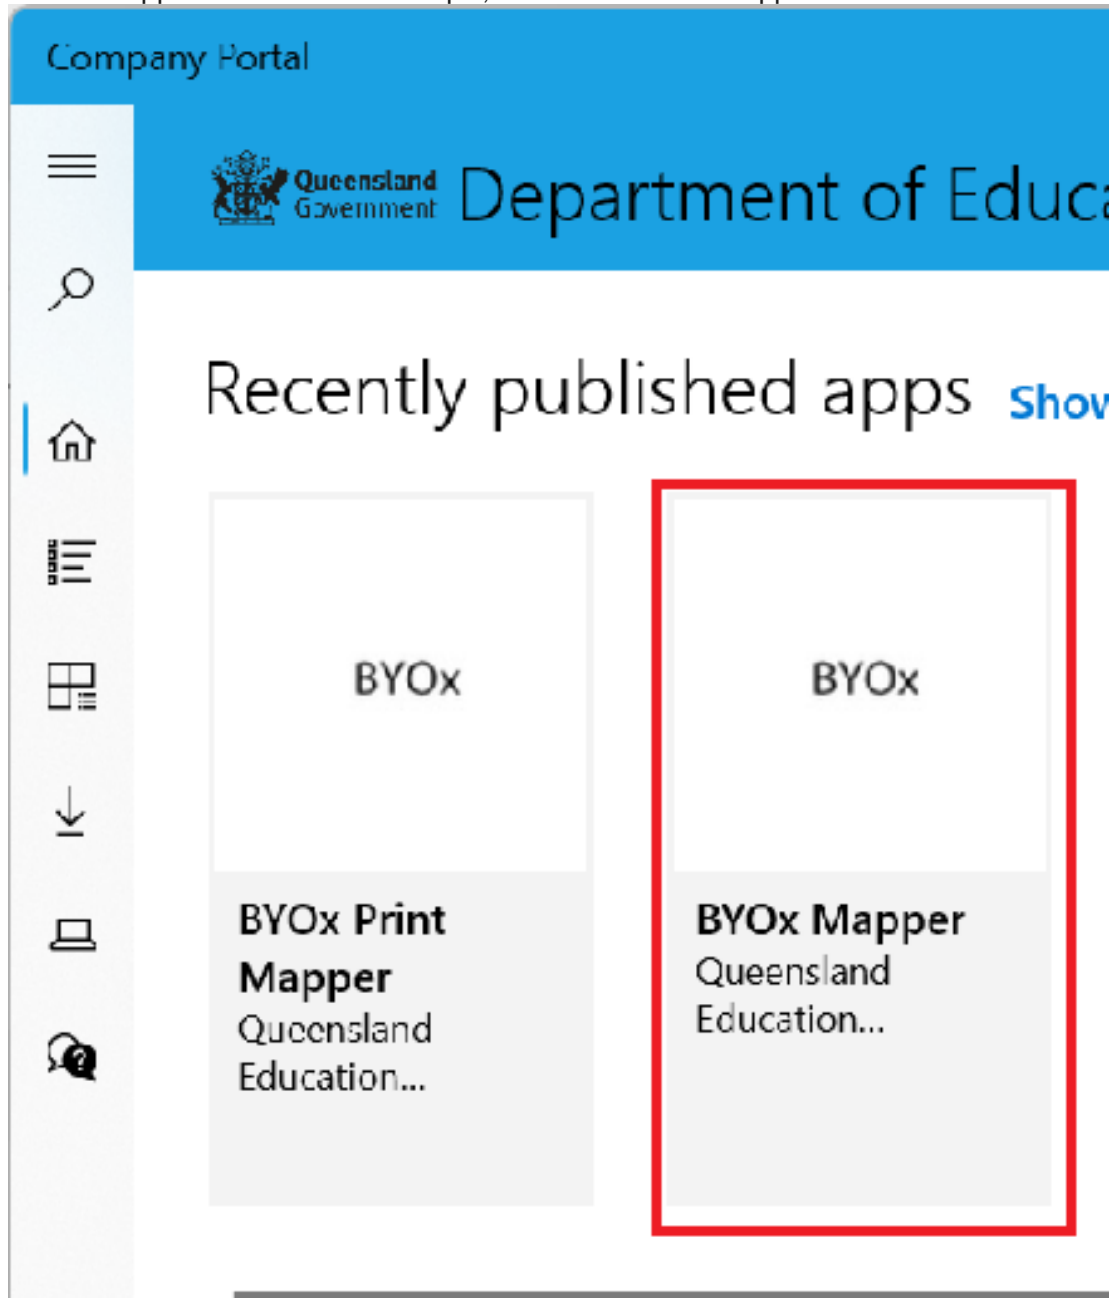 Company Portal
Queensland
Government
Department of Educa
Recently published apps Show
BYOx
BYOx Print
Mapper
Queensland
Education...
BYOx
BYOx Mapper
Queensland
Education...